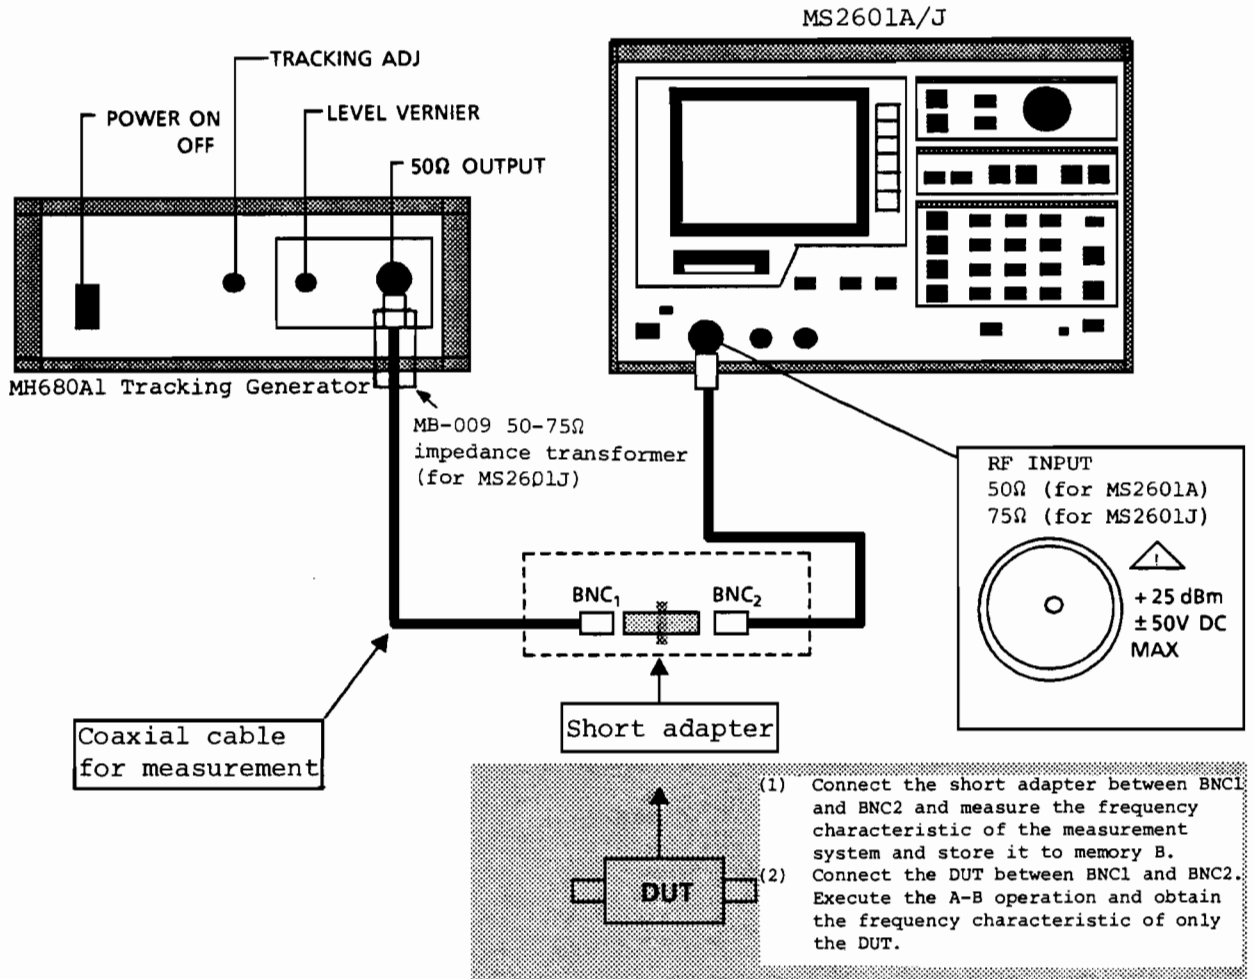 MS2601A/J
TRACKING ADJ
POWER ON
OFF
LEVEL VERNIER
50Ω OUTPUT
MH680A1 Tracking Generator
MB-009 50-75Ω
impedance transformer
(for MS2601J)
RF INPUT
50Ω (for MS2601A)
75Ω (for MS2601J)
!
+25 dBm
±50V DC
MAX
BNC₁
BNC₂
Coaxial cable
for measurement
Short adapter
DUT
(1) Connect the short adapter between BNC1
and BNC2 and measure the frequency
characteristic of the measurement
system and store it to memory B.
(2) Connect the DUT between BNC1 and BNC2.
Execute the A-B operation and obtain
the frequency characteristic of only
the DUT.